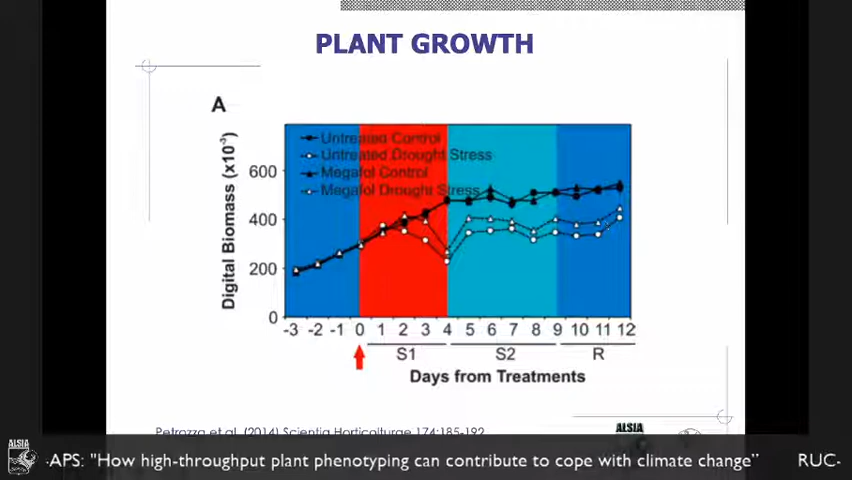 PLANT GROWTH
A
Untreated Control
Untreated Drought Stress
Megafol Control
Megafol Drought Stress
Digital Biomass (x10⁻³)
600
400
200
0
-3 -2 -1 0 1 2 3 4 5 6 7 8 9 10 11 12
S1 S2 R
Days from Treatments
Petrozza et al. (2014) Scientia Horticulturae 174:185-192
ALSIA
ALSIA
-APS: "How high-throughput plant phenotyping can contribute to cope with climate change" RUC-